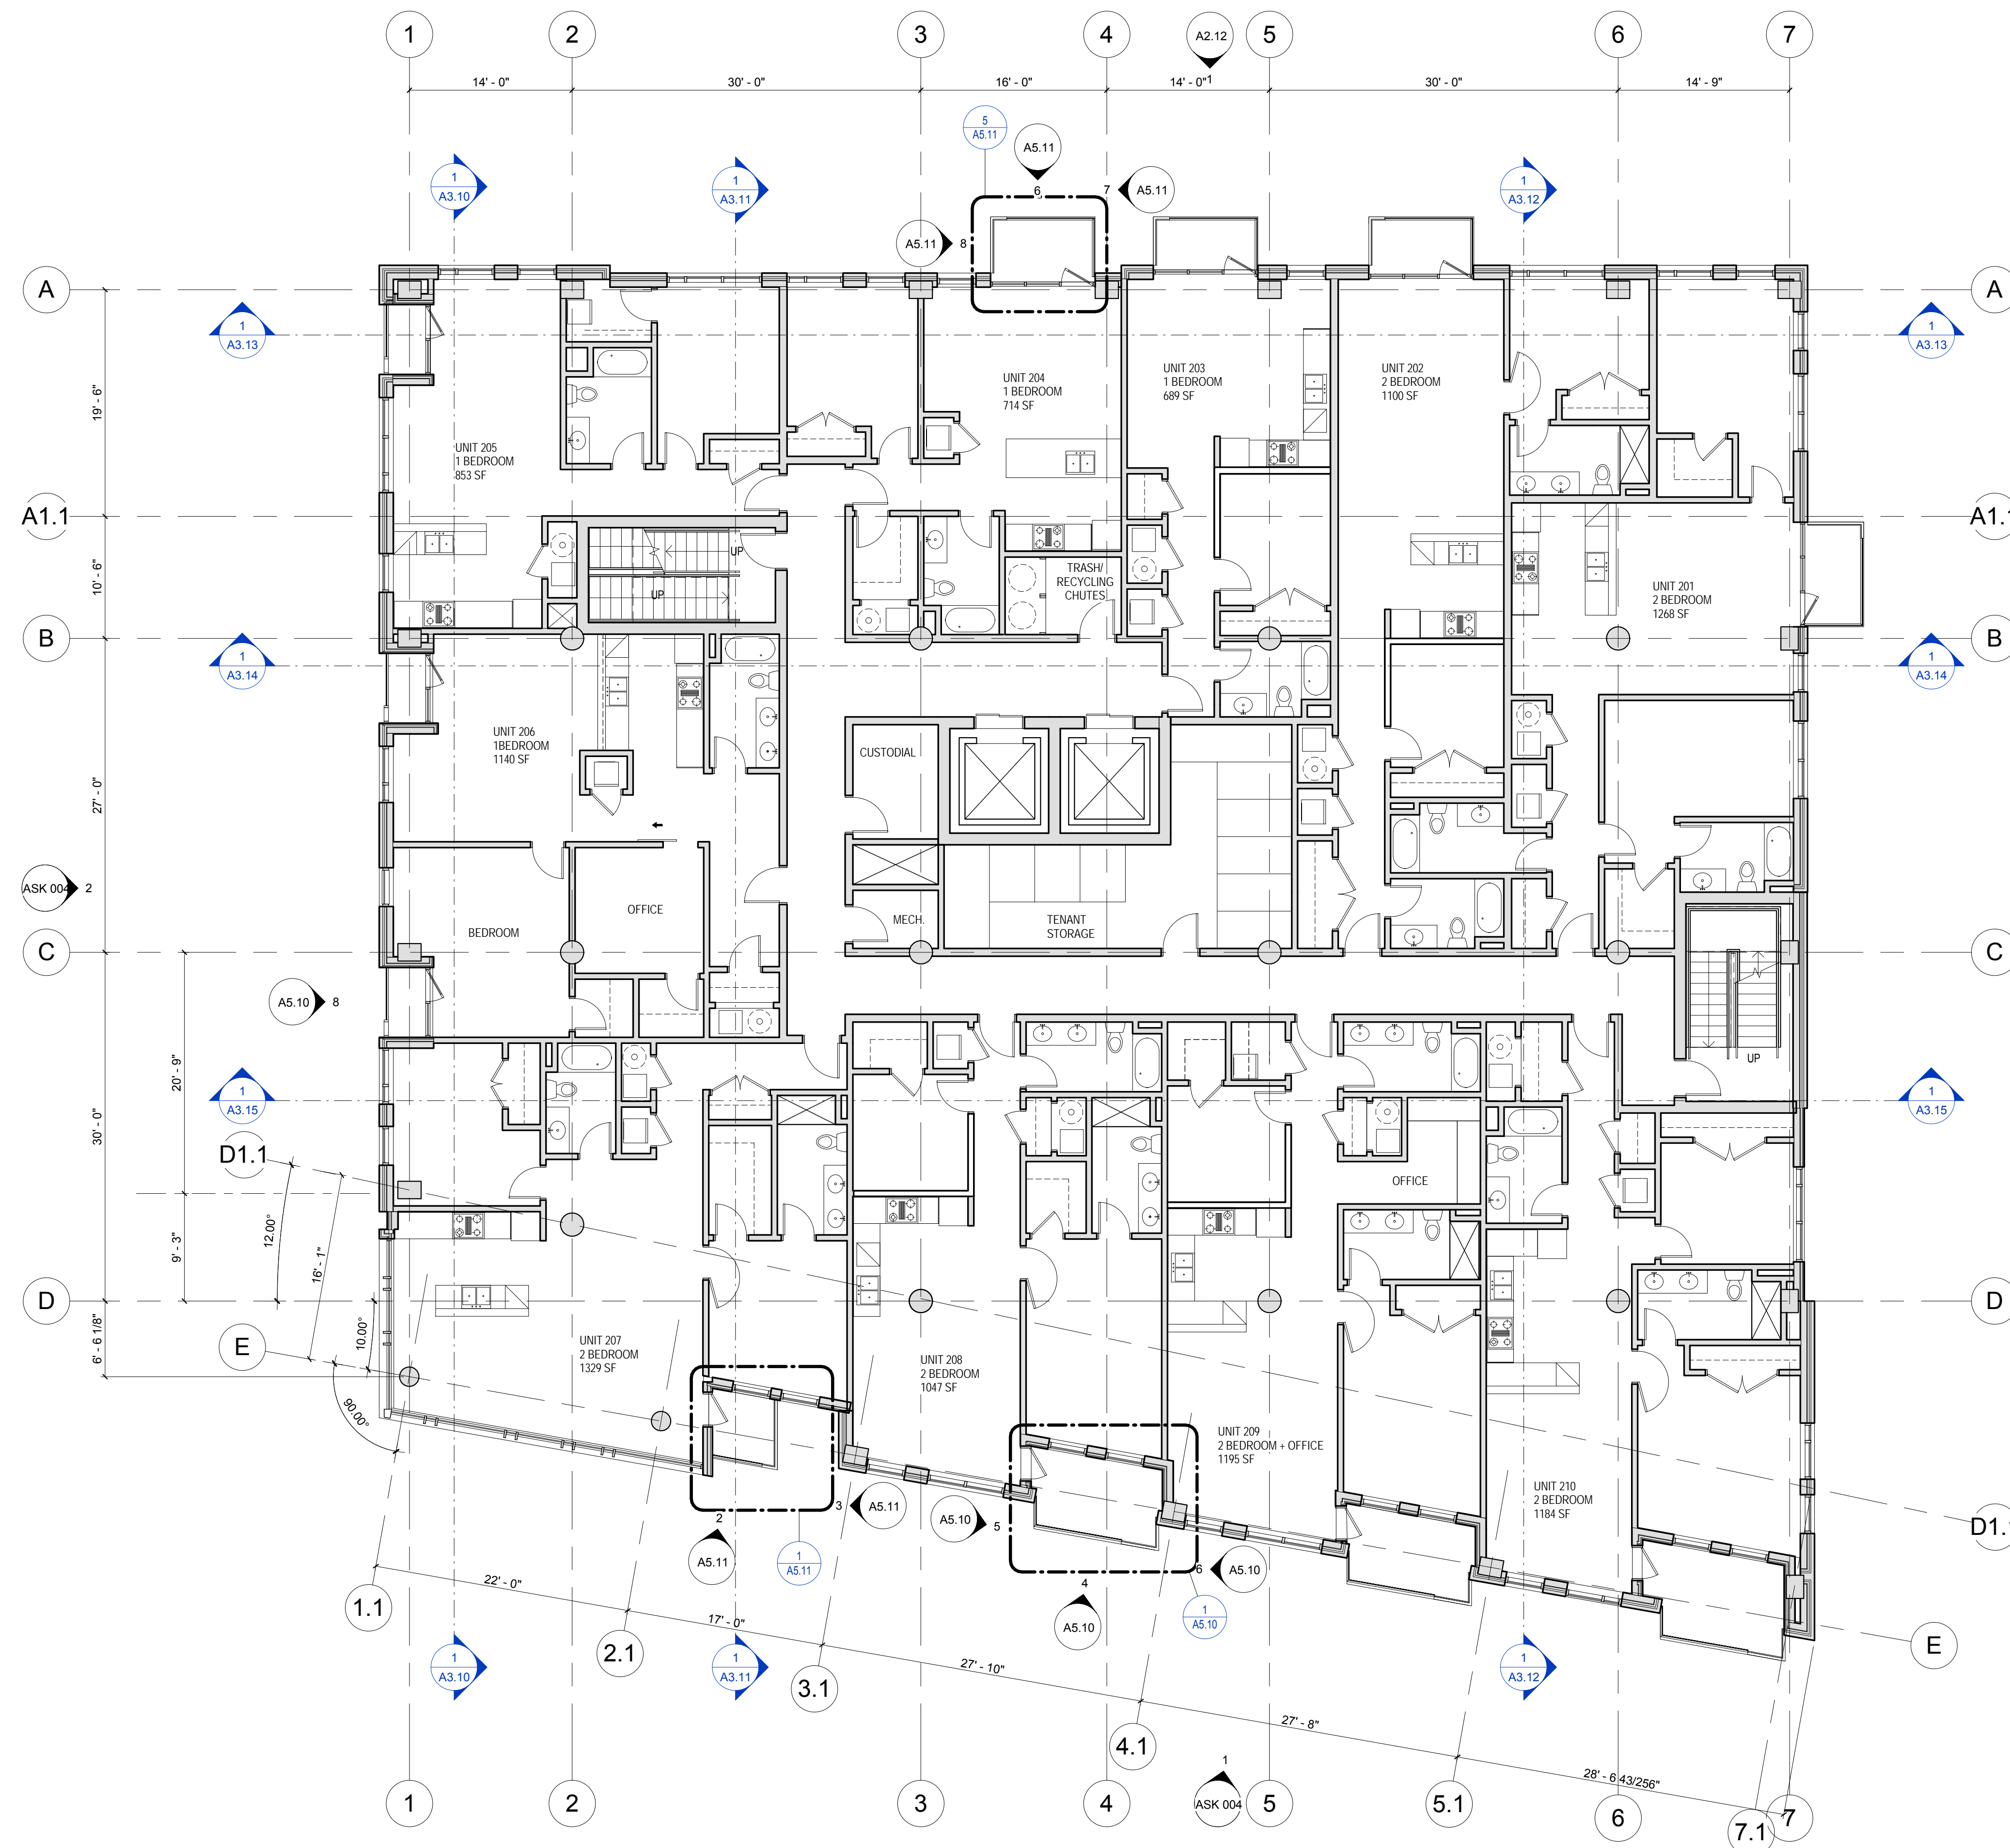 1
2
3
4
A2.12
1
5
6
7
14' - 0"
30' - 0"
16' - 0"
14' - 0"
30' - 0"
14' - 9"
5
A5.11
A5.11
6
7
A5.11
A5.11
8
1
A3.10
1
A3.11
1
A3.12
A
A
1
A3.13
1
A3.13
19' - 6"
UNIT 204
1 BEDROOM
714 SF
UNIT 203
1 BEDROOM
689 SF
UNIT 202
2 BEDROOM
1100 SF
UNIT 205
1 BEDROOM
853 SF
A1.1
A1.1
10' - 6"
UP
UP
TRASH/
RECYCLING
CHUTES
UNIT 201
2 BEDROOM
1268 SF
B
B
1
A3.14
1
A3.14
27' - 0"
UNIT 206
1BEDROOM
1140 SF
CUSTODIAL
ASK 004
2
OFFICE
BEDROOM
MECH.
TENANT
STORAGE
C
C
A5.10
8
20' - 9"
30' - 0"
UP
1
A3.15
1
A3.15
D1.1
OFFICE
12.00°
16' - 1"
9' - 3"
D
D
10.00°
6' - 6 1/8"
E
90.00°
UNIT 207
2 BEDROOM
1329 SF
UNIT 208
2 BEDROOM
1047 SF
UNIT 209
2 BEDROOM + OFFICE
1195 SF
UNIT 210
2 BEDROOM
1184 SF
3
A5.11
2
A5.11
1
A5.11
A5.10
5
6
A5.10
4
A5.10
1
A5.10
D1.1
E
22' - 0"
17' - 0"
27' - 10"
27' - 8"
28' - 6 43/256"
1.1
2.1
3.1
4.1
5.1
7.1
1
A3.10
1
A3.11
1
A3.12
1
ASK 004
1
2
3
4
5
6
7